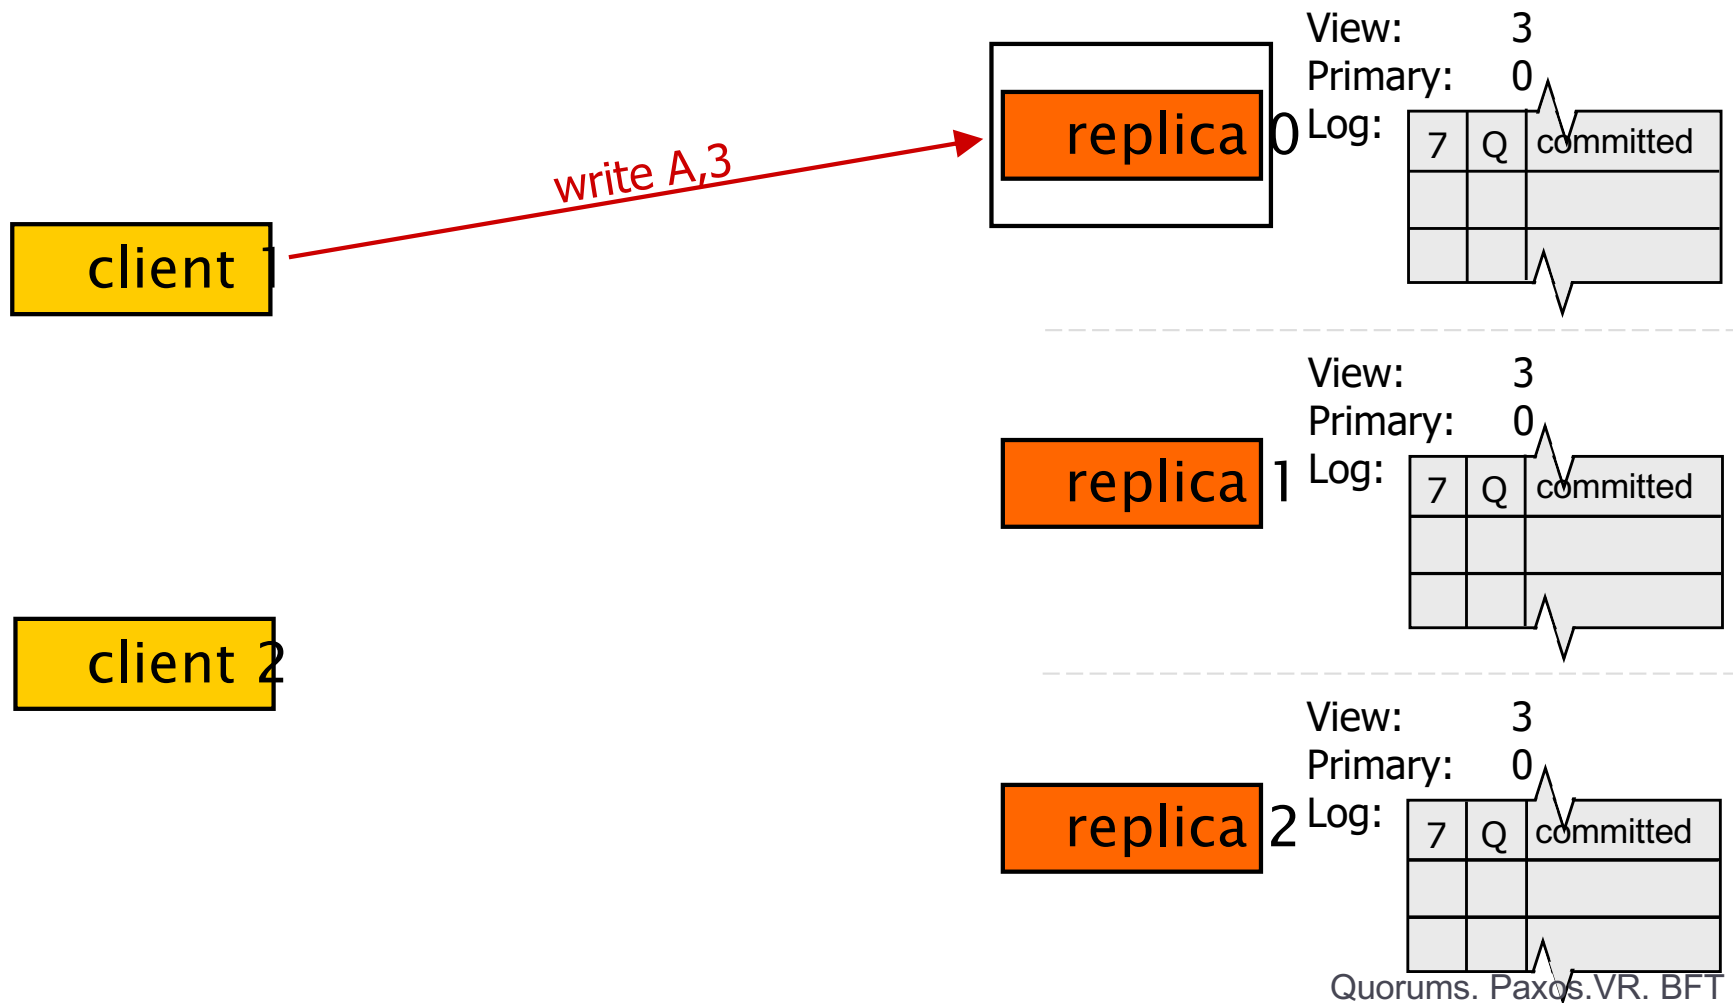 View: 3
Primary: 0
replica 0
Log:
7 Q committed
write A,3
client 1
View: 3
Primary: 0
replica 1
Log:
7 Q committed
client 2
View: 3
Primary: 0
replica 2
Log:
7 Q committed
Quorums. Paxos.VR. BFT